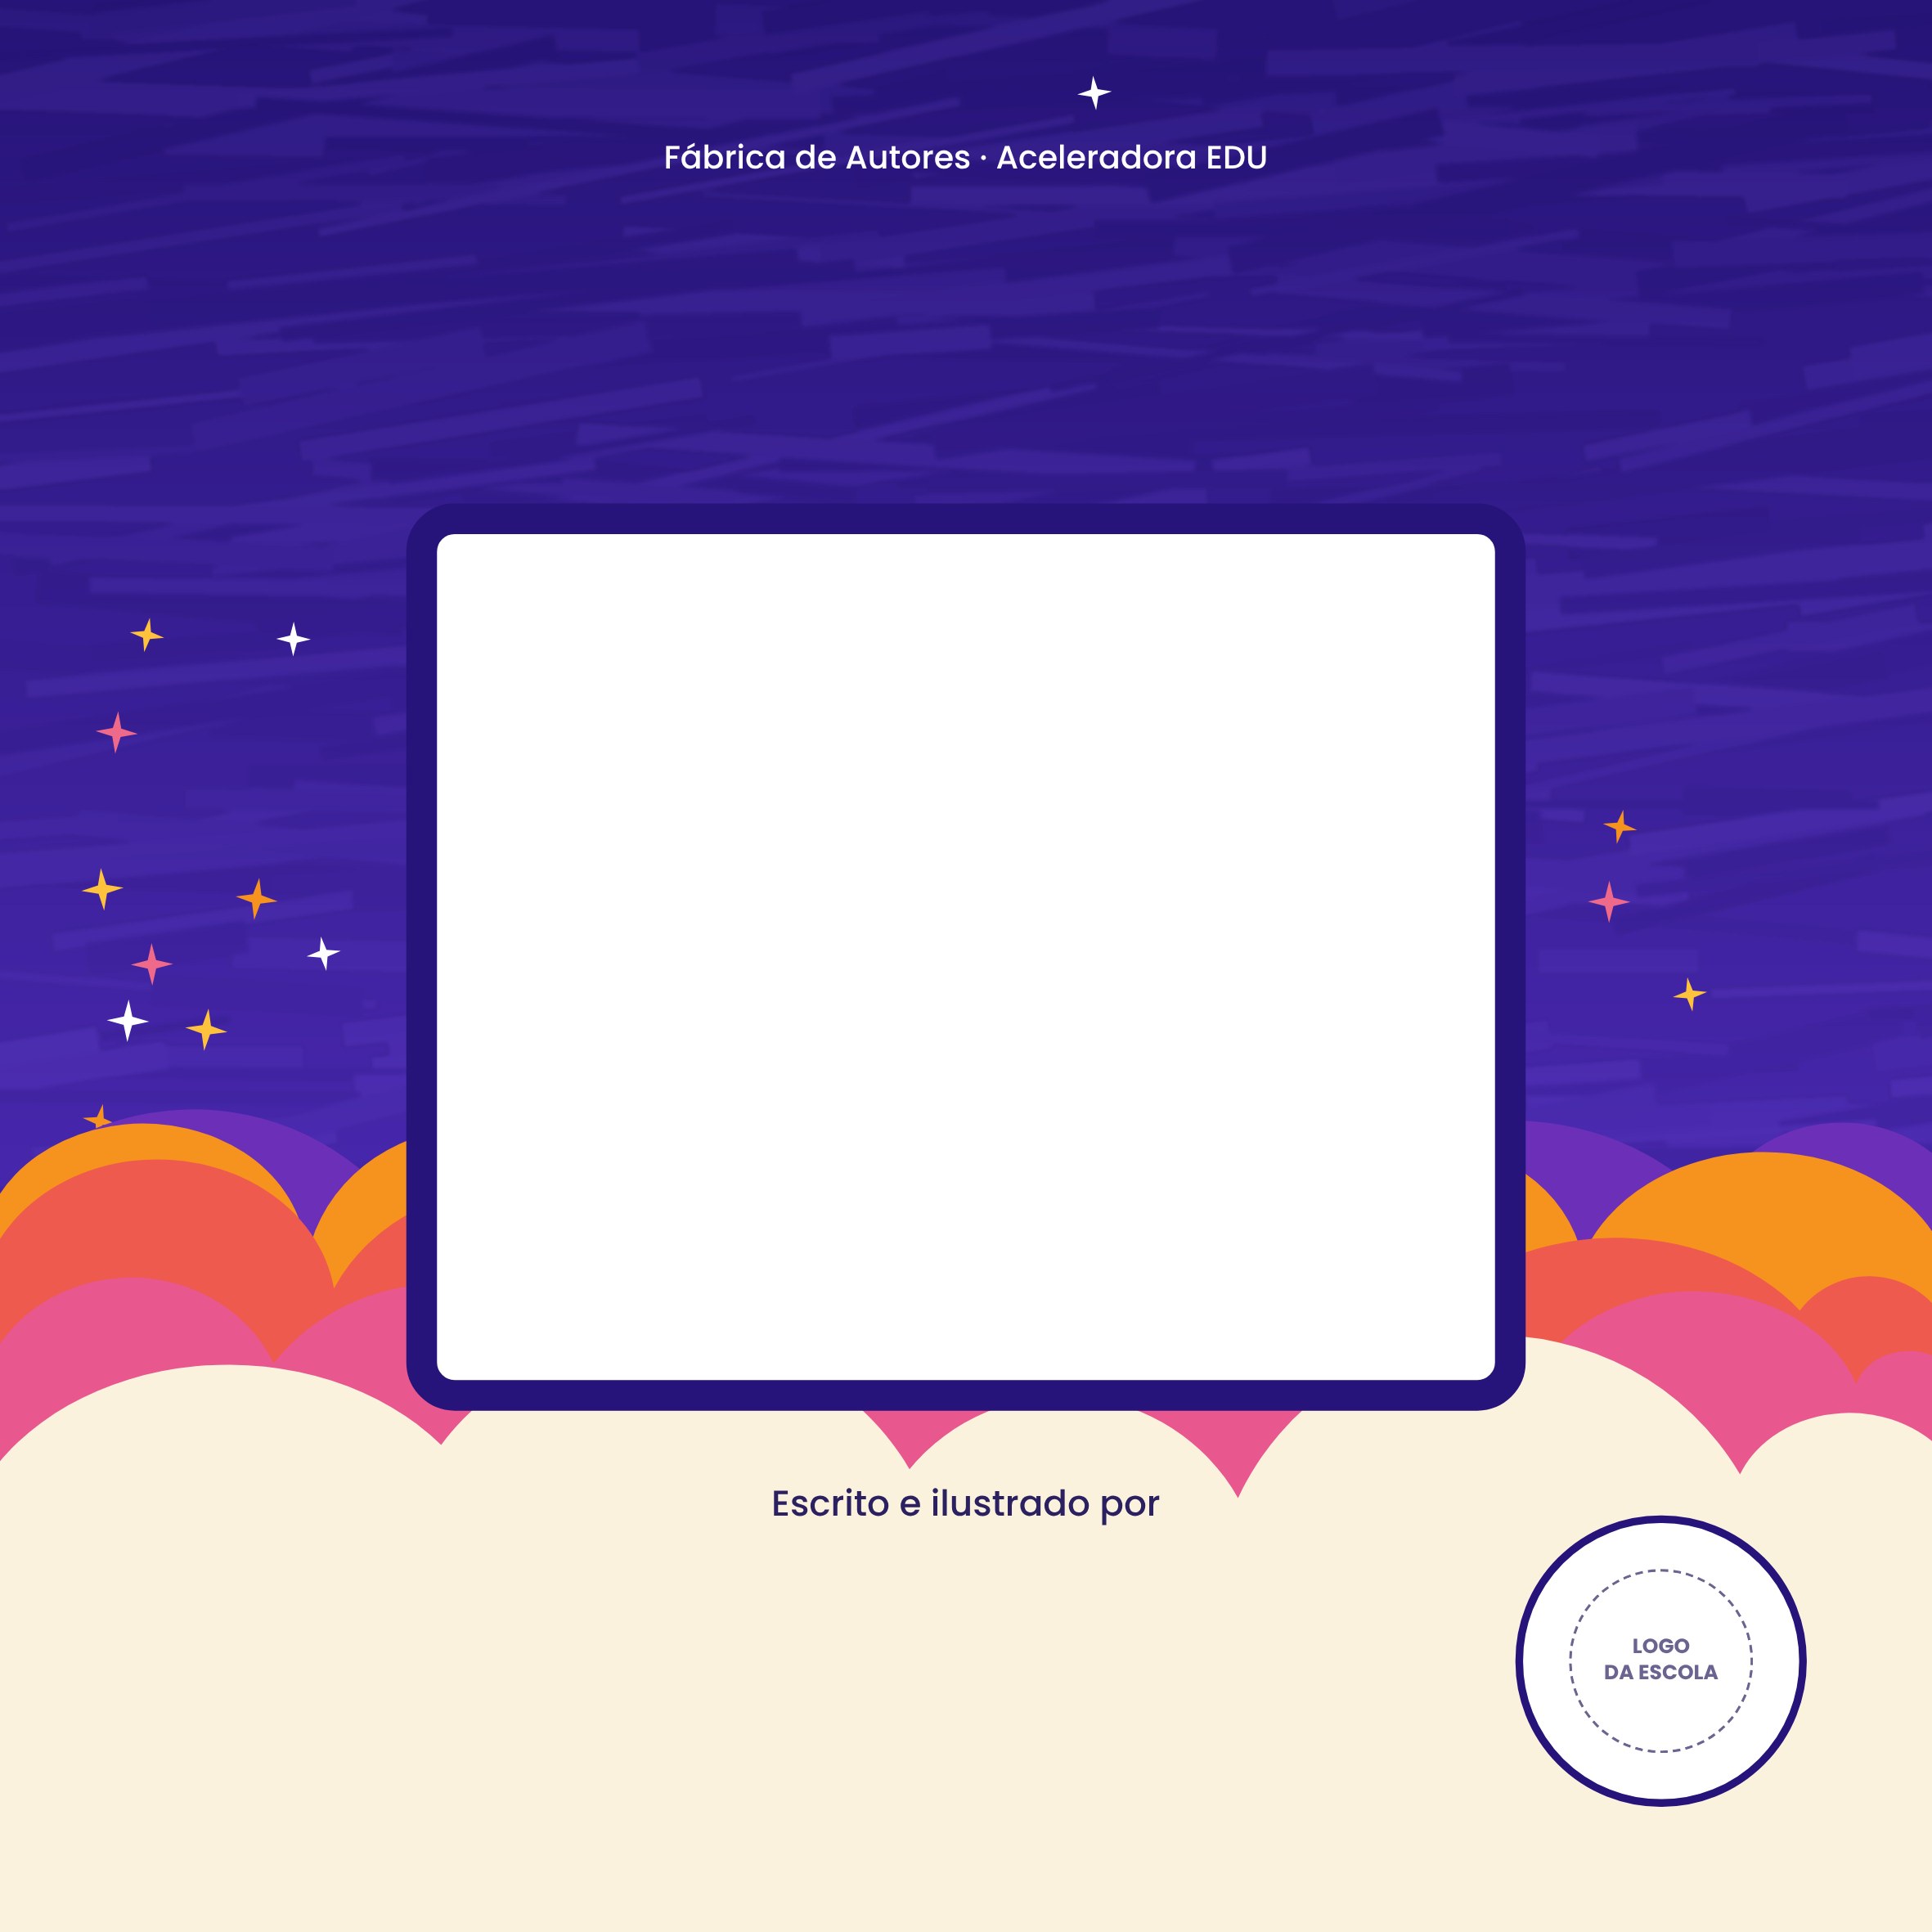 Fábrica de Autores · Aceleradora EDU
Escrito e ilustrado por
LOGO
DA ESCOLA